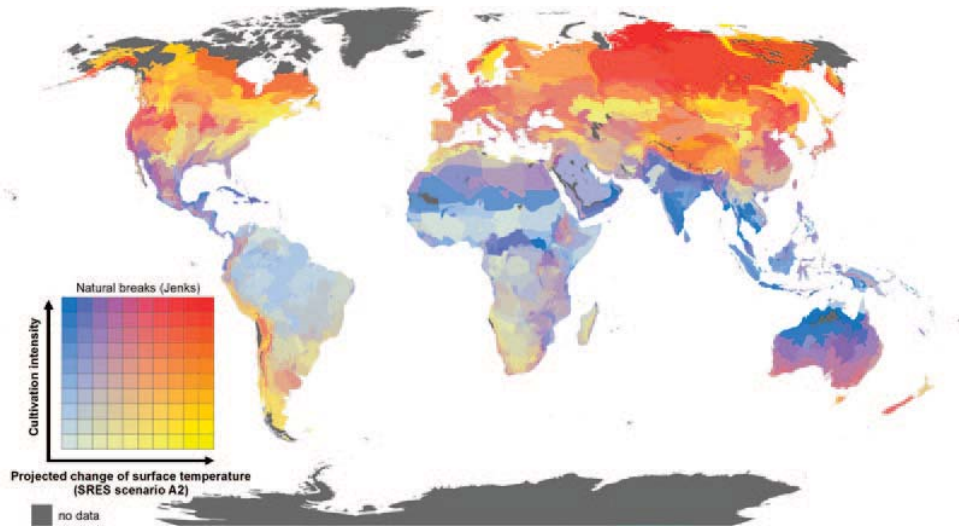 Natural breaks (Jenks)
Cultivation intensity
Projected change of surface temperature
(SRES scenario A2)
no data